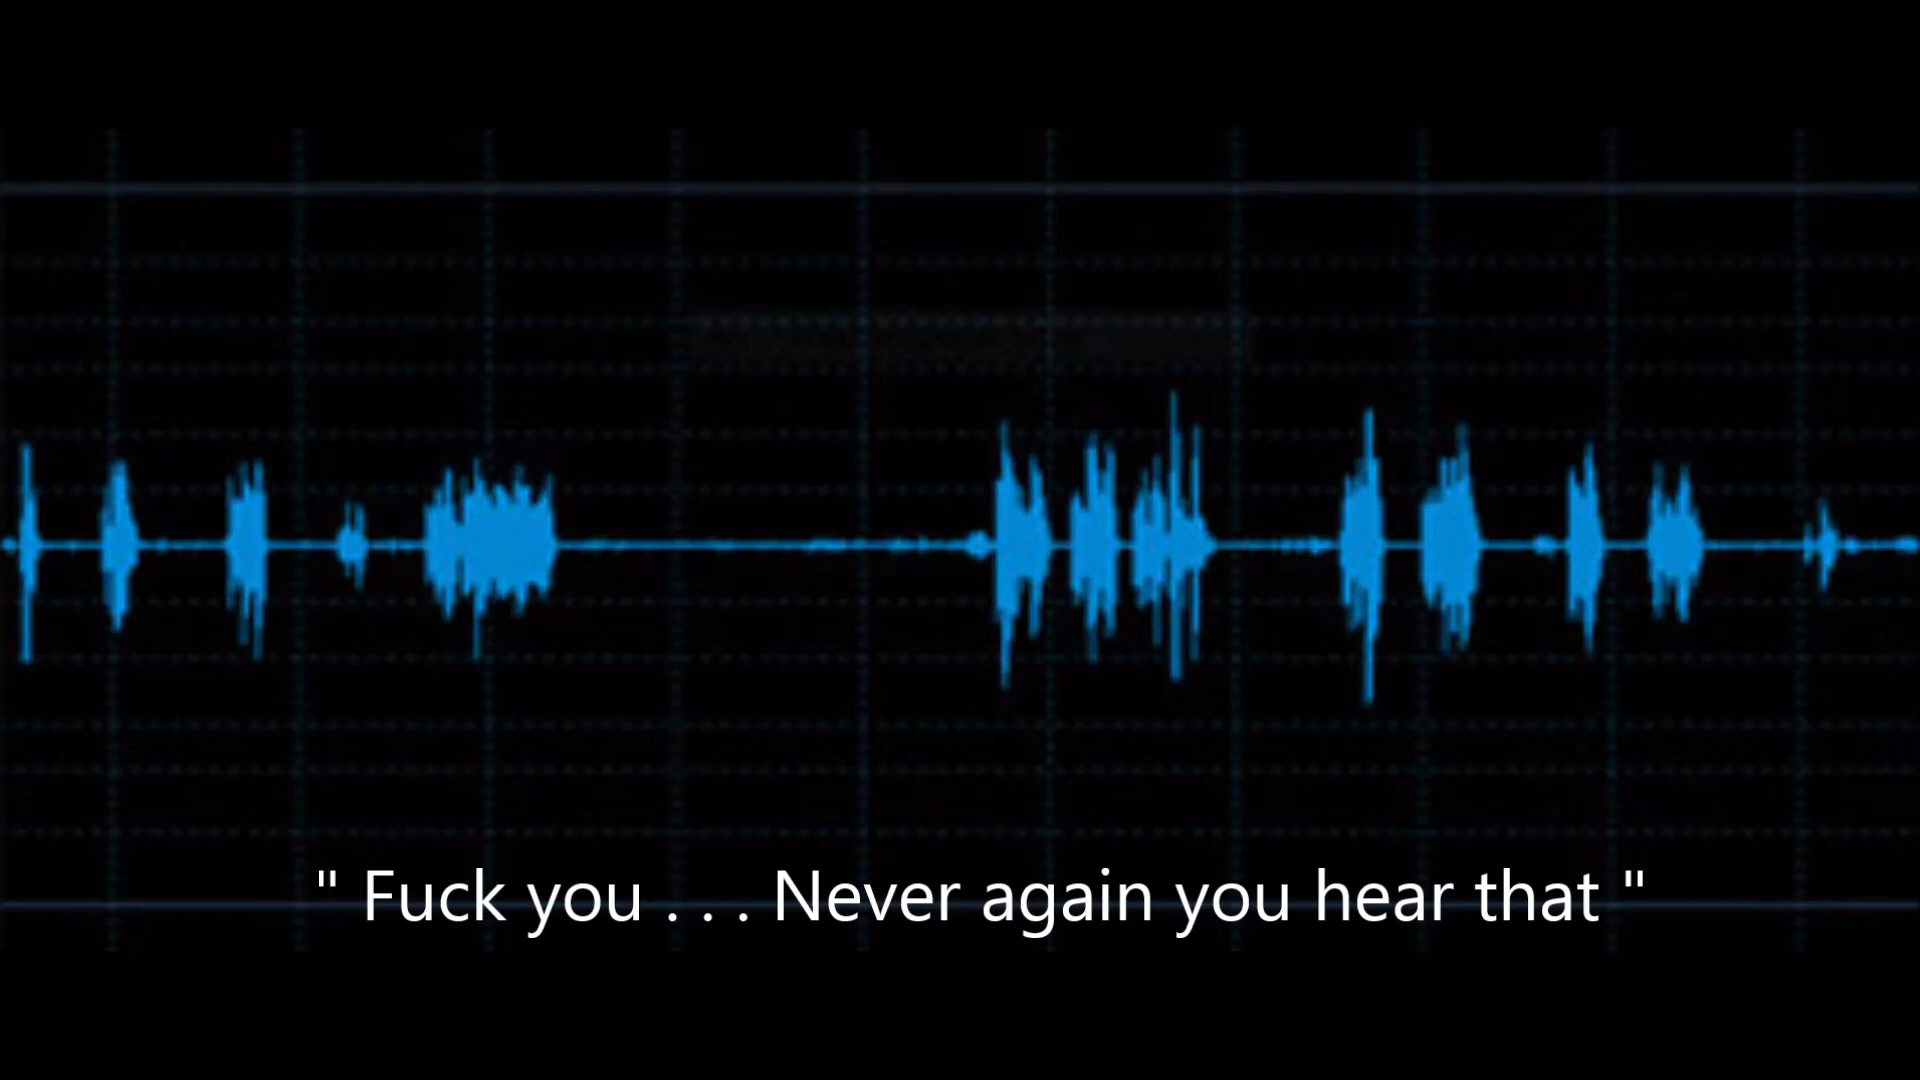 " Fuck you . . . Never again you hear that "